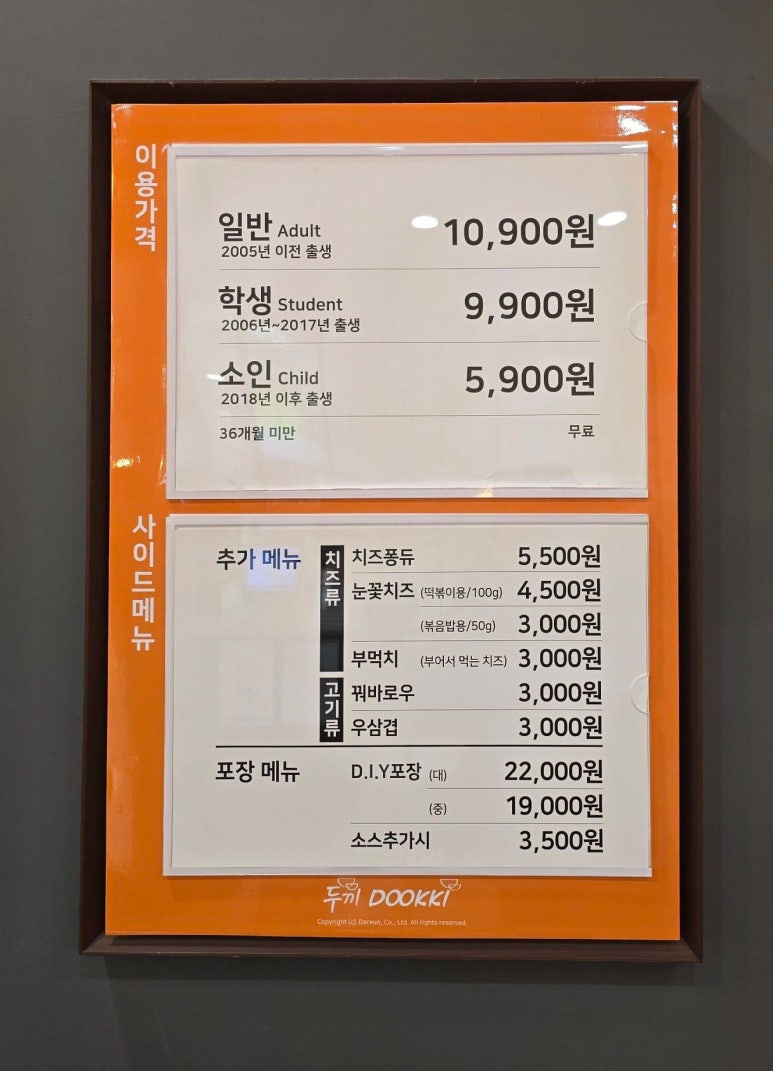 이용가격
일반 Adult 10,900원
2005년 이전 출생
학생 Student 9,900원
2006년~2017년 출생
소인 Child 5,900원
2018년 이후 출생
36개월 미만 무료
사이드메뉴
추가 메뉴 치즈류 치즈퐁듀 5,500원
눈꽃치즈 (떡볶이용/100g) 4,500원
(볶음밥용/50g) 3,000원
부먹치 (부어서 먹는 치즈) 3,000원
고기류 꿔바로우 3,000원
우삼겹 3,000원
포장 메뉴 D.I.Y포장 (대) 22,000원
(중) 19,000원
소스추가시 3,500원
두끼 DOOKKI
Copyright (c) Dareun. Co., Ltd. All rights reserved.